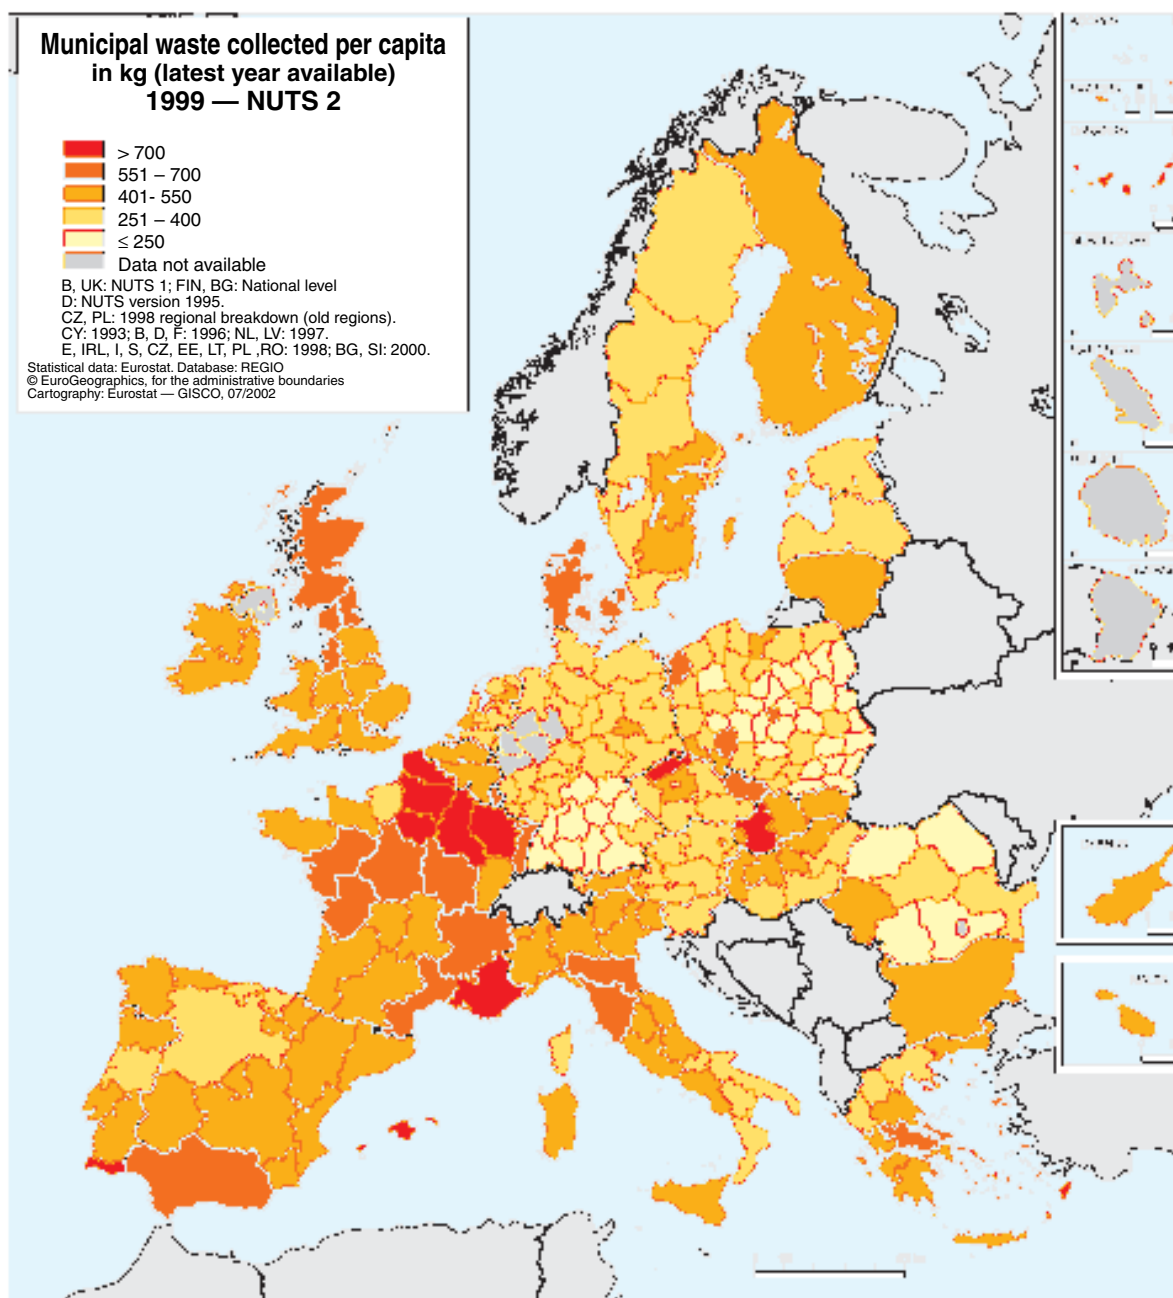 Municipal waste collected per capita
in kg (latest year available)
1999 — NUTS 2
> 700
551 – 700
401- 550
251 – 400
≤ 250
Data not available
B, UK: NUTS 1; FIN, BG: National level
D: NUTS version 1995.
CZ, PL: 1998 regional breakdown (old regions).
CY: 1993; B, D, F: 1996; NL, LV: 1997.
E, IRL, I, S, CZ, EE, LT, PL ,RO: 1998; BG, SI: 2000.
Statistical data: Eurostat. Database: REGIO
© EuroGeographics, for the administrative boundaries
Cartography: Eurostat — GISCO, 07/2002